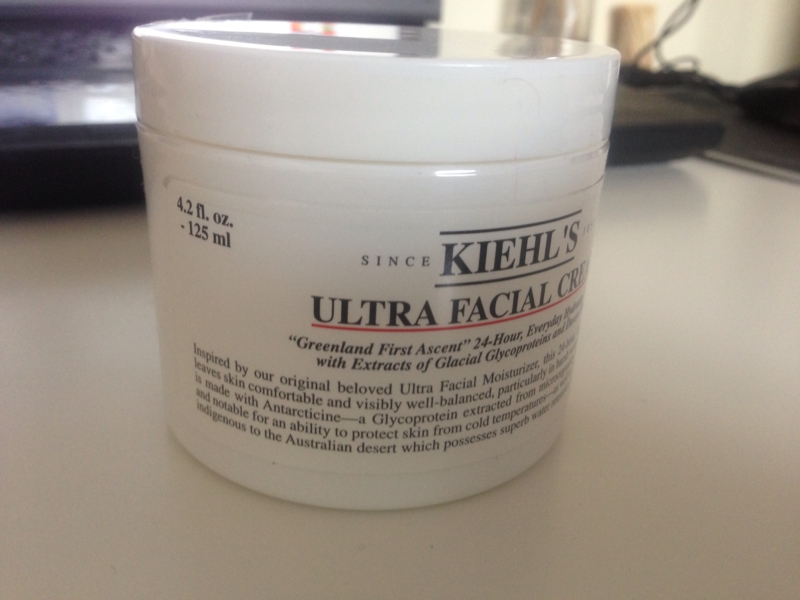 4.2 fl. oz.
- 125 ml
SINCE KIEHL'S
ULTRA FACIAL
"Greenland First Ascent" 24-Hour, Everyday
with Extracts of Glacial Glycoproteins and
Inspired by our original beloved Ultra Facial Moisturizer, this
leaves skin comfortable and visibly well-balanced, particularly in
is made with Antarcticine—a Glycoprotein extracted from
and notable for an ability to protect skin from cold temperatures—
indigenous to the Australian desert which possesses superb water